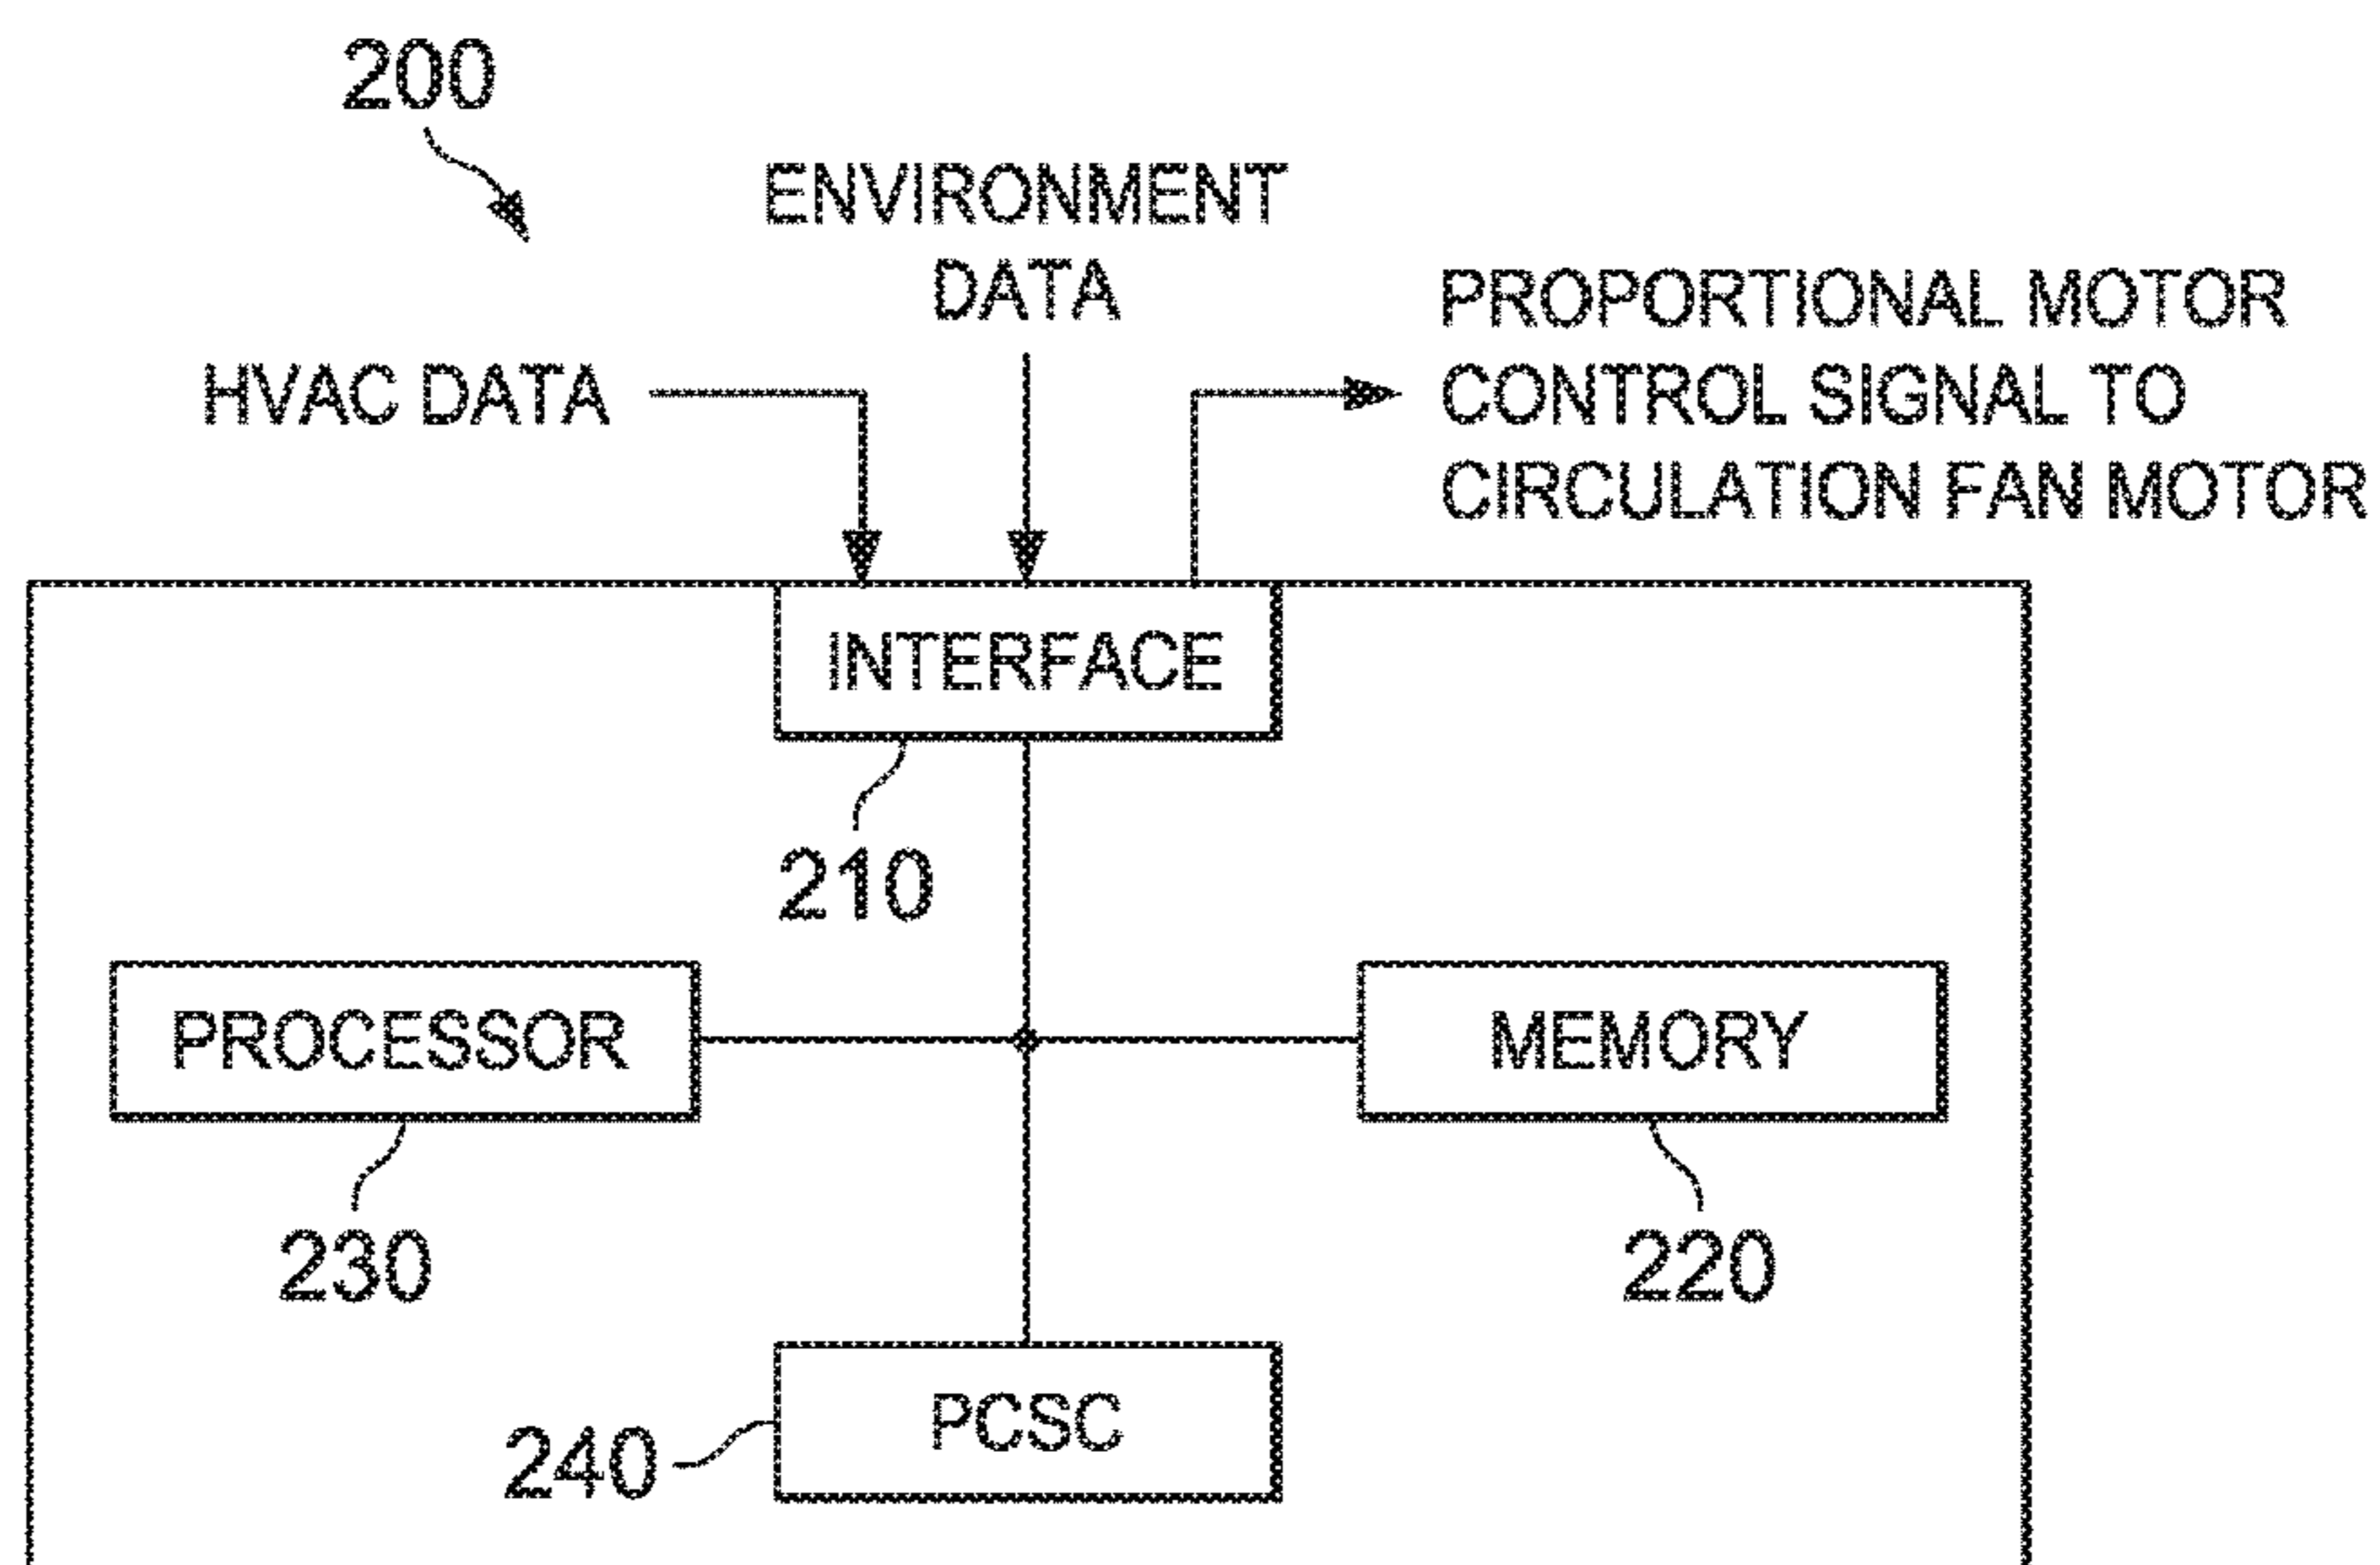 200
ENVIRONMENT
DATA
HVAC DATA
PROPORTIONAL MOTOR
CONTROL SIGNAL TO
CIRCULATION FAN MOTOR
INTERFACE
210
PROCESSOR
MEMORY
230
220
PCSC
240